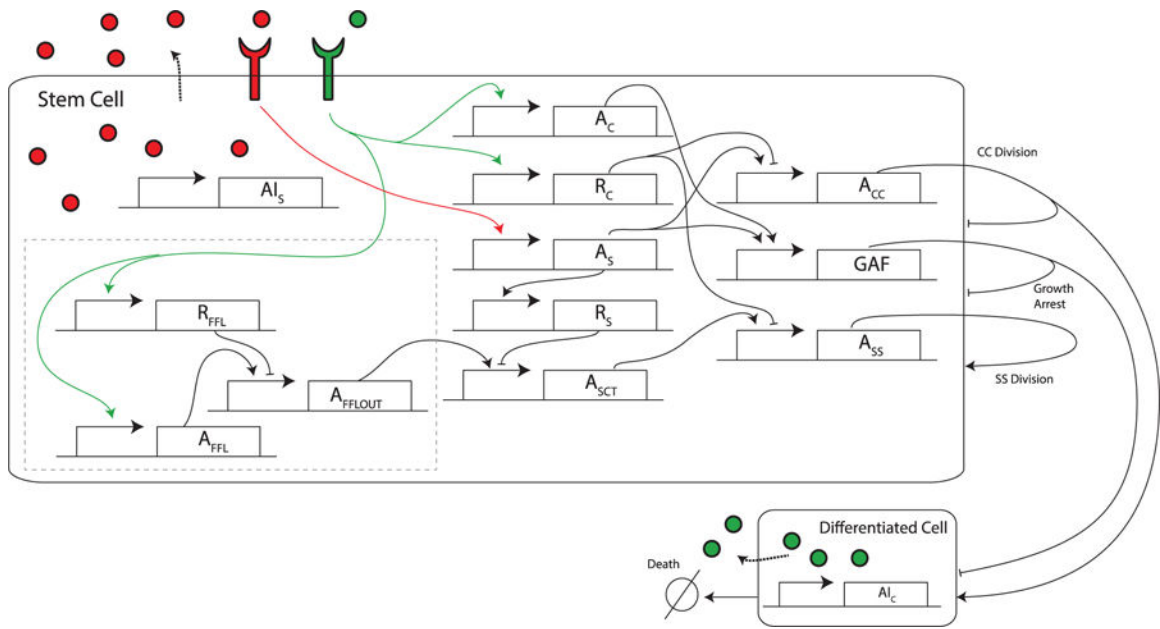 Stem Cell
A_C
CC Division
AI_S
R_C
A_CC
A_S
GAF
Growth
Arrest
R_FFL
R_S
A_SS
SS Division
A_FFLOUT
A_SCT
A_FFL
Differentiated Cell
Death
AI_C